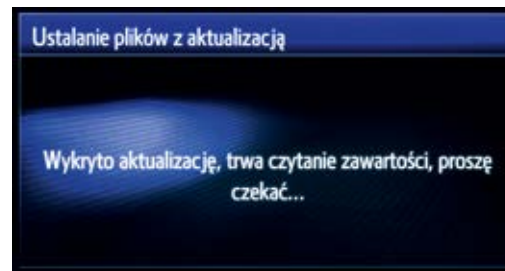 Ustalanie plików z aktualizacją
Wykryto aktualizację, trwa czytanie zawartości, proszę
czekać...